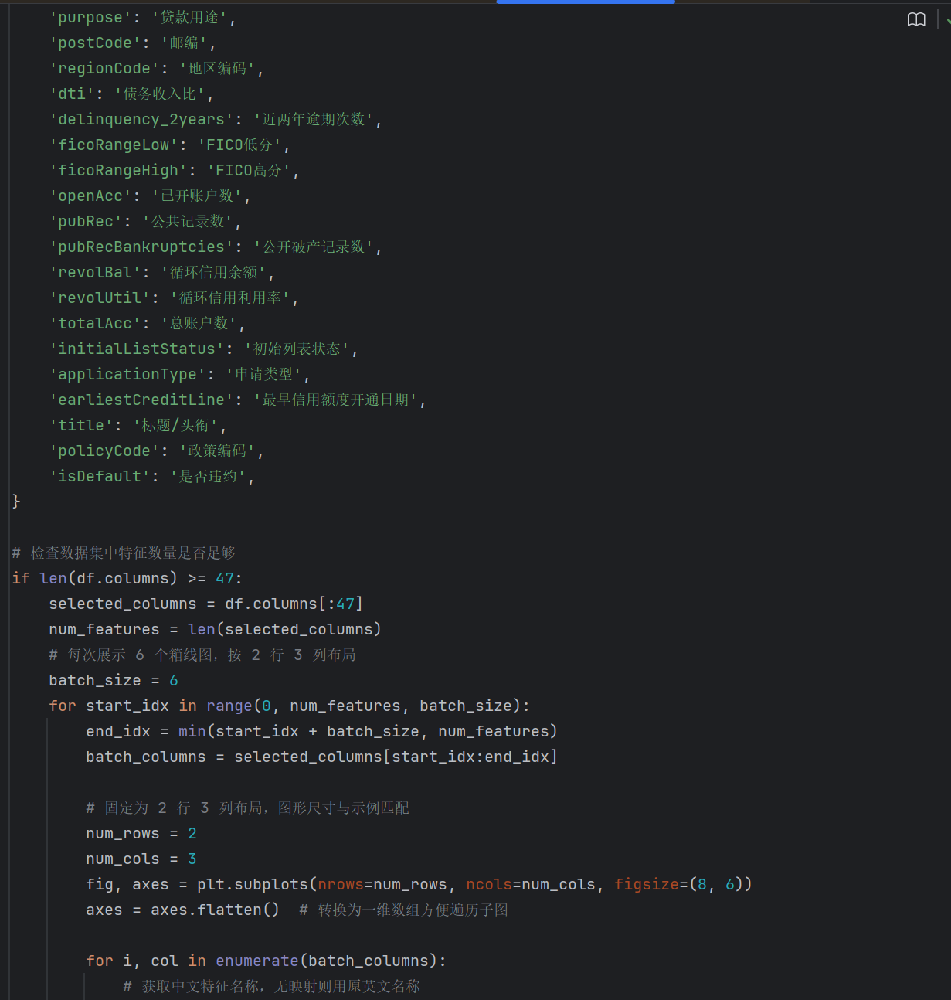 'purpose': '贷款用途',
    'postCode': '邮编',
    'regionCode': '地区编码',
    'dti': '债务收入比',
    'delinquency_2years': '近两年逾期次数',
    'ficoRangeLow': 'FICO低分',
    'ficoRangeHigh': 'FICO高分',
    'openAcc': '已开账户数',
    'pubRec': '公共记录数',
    'pubRecBankruptcies': '公开破产记录数',
    'revolBal': '循环信用余额',
    'revolUtil': '循环信用利用率',
    'totalAcc': '总账户数',
    'initialListStatus': '初始列表状态',
    'applicationType': '申请类型',
    'earliestCreditLine': '最早信用额度开通日期',
    'title': '标题/头衔',
    'policyCode': '政策编码',
    'isDefault': '是否违约',
}

# 检查数据集中特征数量是否足够
if len(df.columns) >= 47:
    selected_columns = df.columns[:47]
    num_features = len(selected_columns)
    # 每次展示 6 个箱线图，按 2 行 3 列布局
    batch_size = 6
    for start_idx in range(0, num_features, batch_size):
        end_idx = min(start_idx + batch_size, num_features)
        batch_columns = selected_columns[start_idx:end_idx]

        # 固定为 2 行 3 列布局，图形尺寸与示例匹配
        num_rows = 2
        num_cols = 3
        fig, axes = plt.subplots(nrows=num_rows, ncols=num_cols, figsize=(8, 6))
        axes = axes.flatten()  # 转换为一维数组方便遍历子图

        for i, col in enumerate(batch_columns):
            # 获取中文特征名称，无映射则用原英文名称